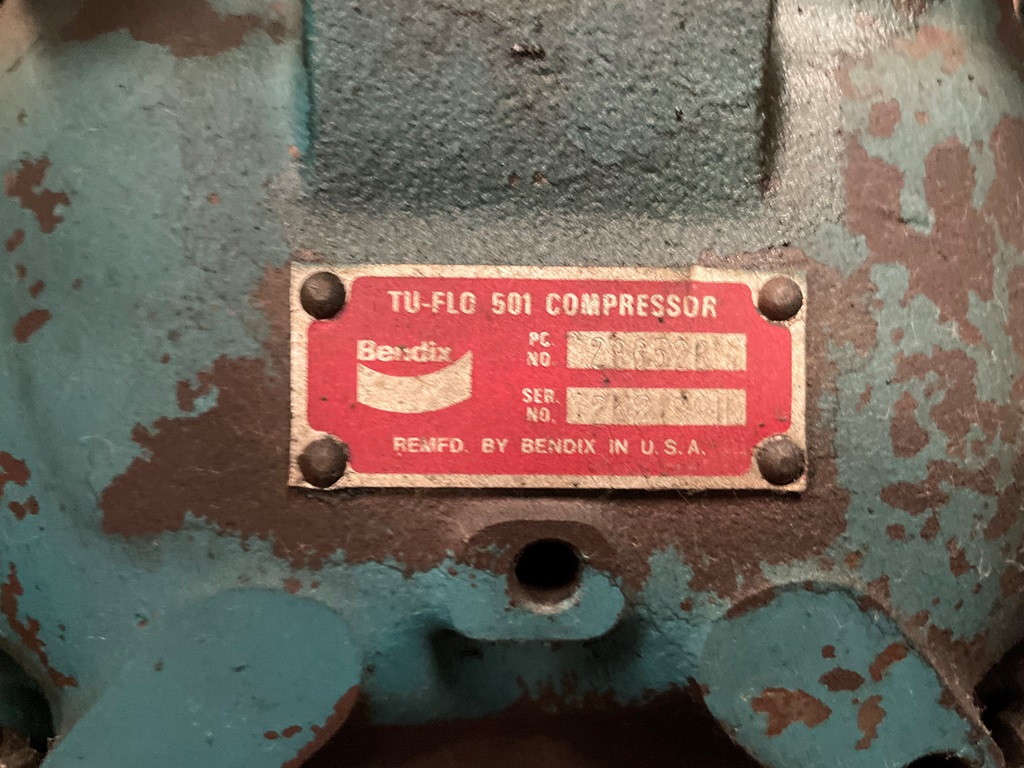 TU-FLO 501 COMPRESSOR
Bendix
PC. NO.
SER. NO.
REMFD. BY BENDIX IN U.S.A.